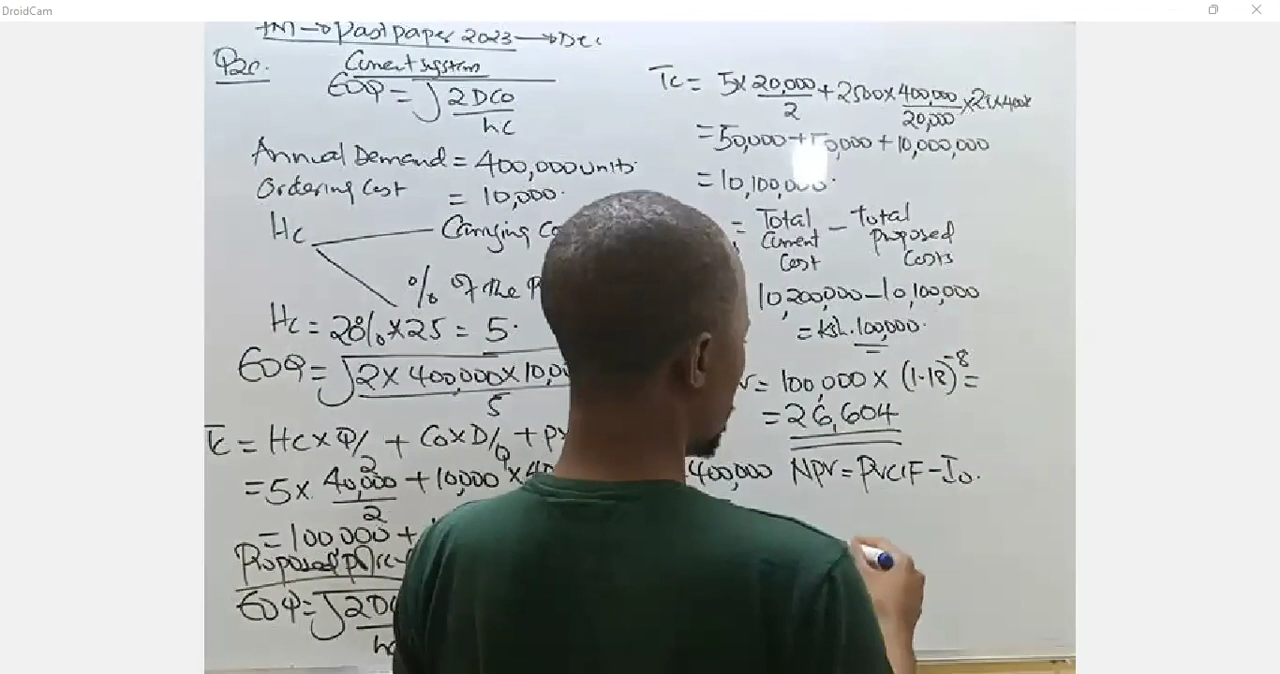 DroidCam
Past paper 2023 → Dec
Q2c.
Current system
EOQ = √2DCo
hc
Annual Demand = 400,000 units.
Ordering Cost = 10,000.
Hc
Carrying
% of the
Hc = 20% × 25 = 5.
EOQ = √2 × 400,000 × 10,0
5
Tc = Hc × Q/2 + Co × D/Q + P
= 5 × 40,000 + 10,000 × 40
2
= 100,000 +
Proposed policy
EOQ = √2D
hc
Tc = 5 × 20,000 + 2500 × 400,000 × 25 × 400k
2 20,000
= 50,000 + 50,000 + 10,000,000
= 10,100,000.
= Total Current Cost − Total proposed Costs
10,200,000 − 10,100,000
= Ksh. 100,000.
= 100,000 × (1.18)⁻⁸ =
= 26,604
400,000
NPV = PVCIF − Io.